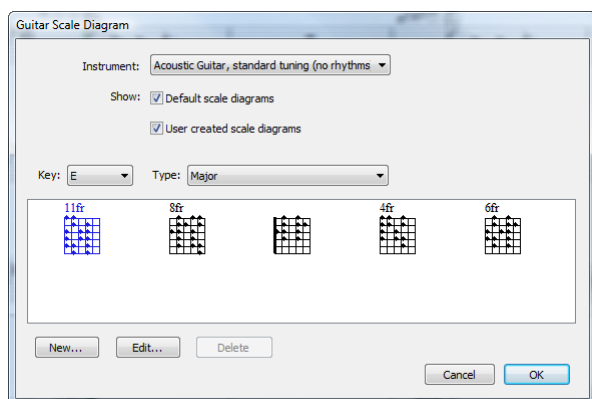 Guitar Scale Diagram
Instrument: Acoustic Guitar, standard tuning (no rhythms
Show: Default scale diagrams
User created scale diagrams
Key: E Type: Major
11fr 8fr 4fr 6fr
New... Edit... Delete
Cancel OK